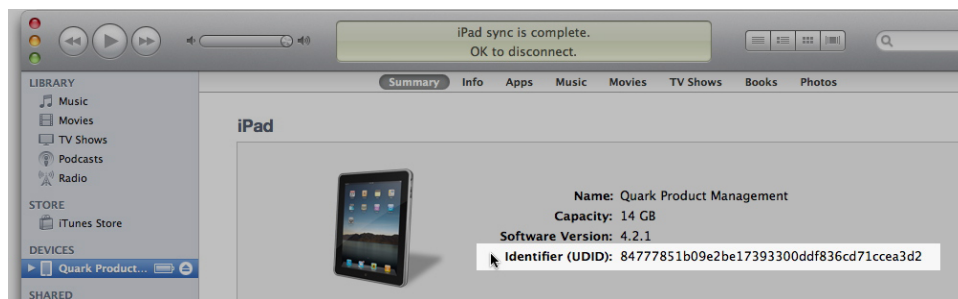 iPad sync is complete.
OK to disconnect.
LIBRARY
Music
Movies
TV Shows
Podcasts
Radio
STORE
iTunes Store
DEVICES
Quark Product...
SHARED
Summary Info Apps Music Movies TV Shows Books Photos
iPad
Name: Quark Product Management
Capacity: 14 GB
Software Version: 4.2.1
Identifier (UDID): 84777851b09e2be17393300ddf836cd71ccea3d2